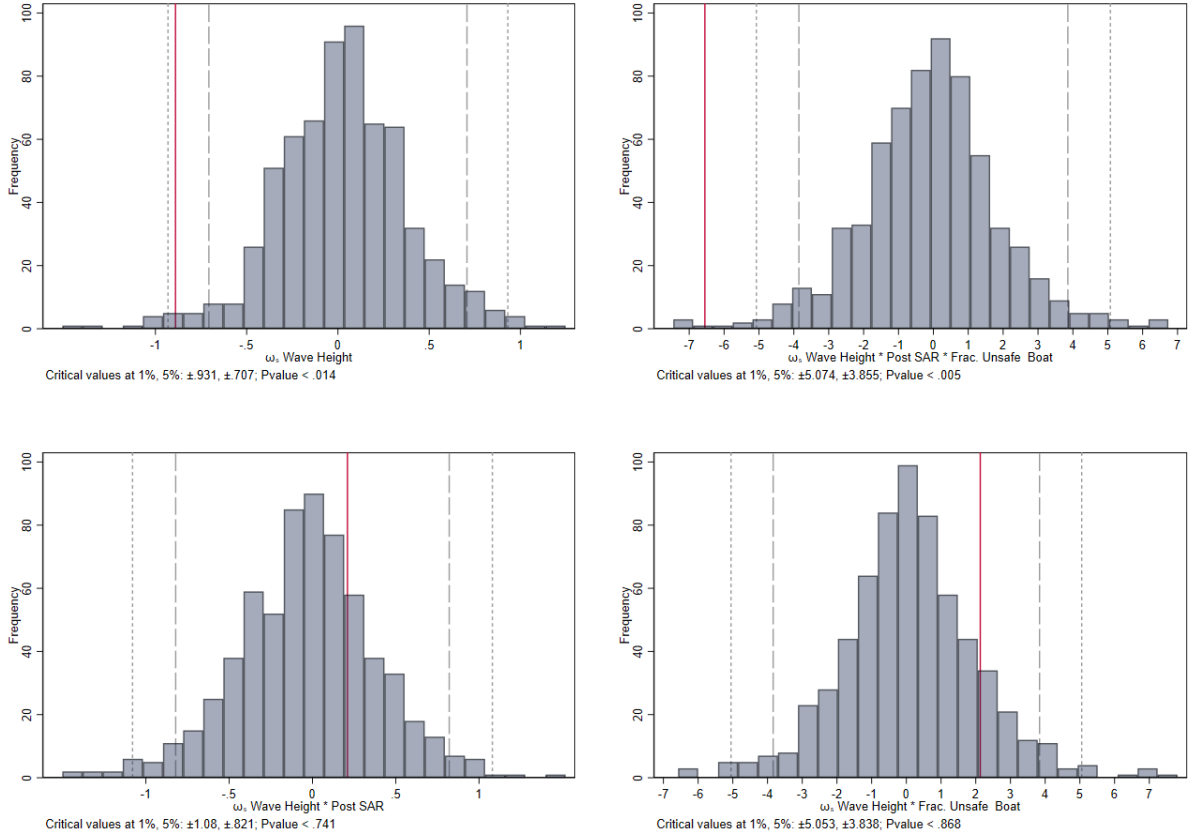 Frequency
0 20 40 60 80 100
-1 -.5 0 .5 1
ωs Wave Height
Critical values at 1%, 5%: ±.931, ±.707; Pvalue < .014
Frequency
0 20 40 60 80 100
-7 -6 -5 -4 -3 -2 -1 0 1 2 3 4 5 6 7
ωs Wave Height * Post SAR * Frac. Unsafe Boat
Critical values at 1%, 5%: ±5.074, ±3.855; Pvalue < .005
Frequency
0 20 40 60 80 100
-1 -.5 0 .5 1
ωs Wave Height * Post SAR
Critical values at 1%, 5%: ±1.08, ±.821; Pvalue < .741
Frequency
0 20 40 60 80 100
-7 -6 -5 -4 -3 -2 -1 0 1 2 3 4 5 6 7
ωs Wave Height * Frac. Unsafe Boat
Critical values at 1%, 5%: ±5.053, ±3.838; Pvalue < .868